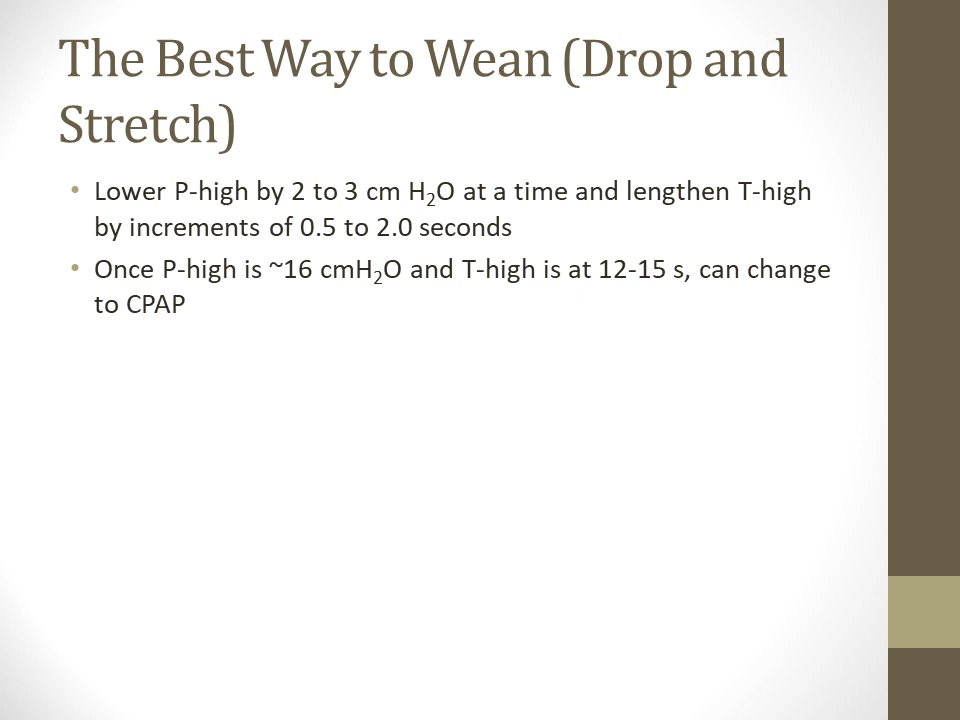 The Best Way to Wean (Drop and
Stretch)
• Lower P-high by 2 to 3 cm H₂O at a time and lengthen T-high
by increments of 0.5 to 2.0 seconds
• Once P-high is ~16 cmH₂O and T-high is at 12-15 s, can change
to CPAP